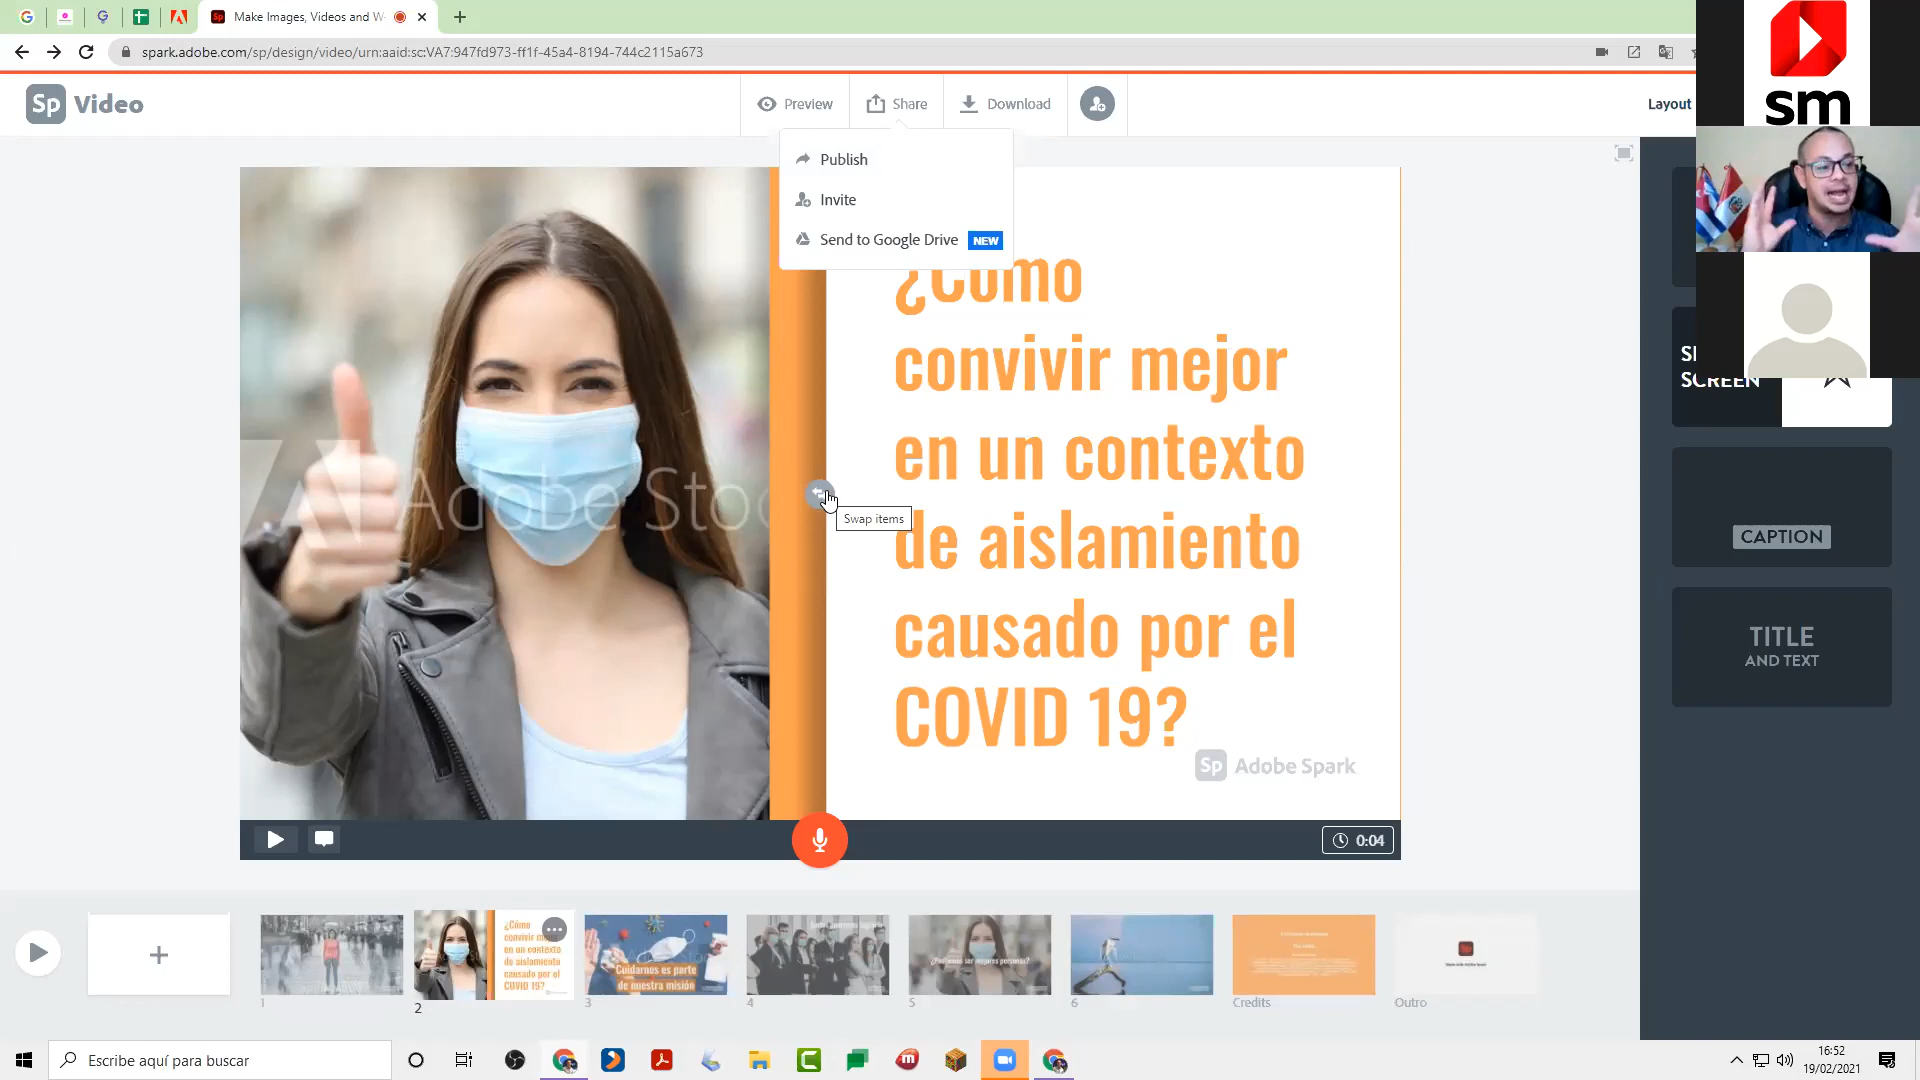 Make Images, Videos and W
spark.adobe.com/sp/design/video/urn:aaid:sc:VA7:947fd973-ff1f-45a4-8194-744c2115a673
Sp Video
Preview
Share
Download
Layout
sm
Publish
Invite
Send to Google Drive NEW
¿Cómo
convivir mejor
en un contexto
de aislamiento
causado por el
COVID 19?
Adobe Stoc
Swap items
Sp Adobe Spark
SCREEN
CAPTION
TITLE
AND TEXT
0:04
¿Cómo
convivir mejor
en un contexto
de aislamiento
causado por el
COVID 19?
Cuidarnos es parte
de nuestra misión
1
2
3
4
5
6
Credits
Outro
Escribe aquí para buscar
16:52
19/02/2021